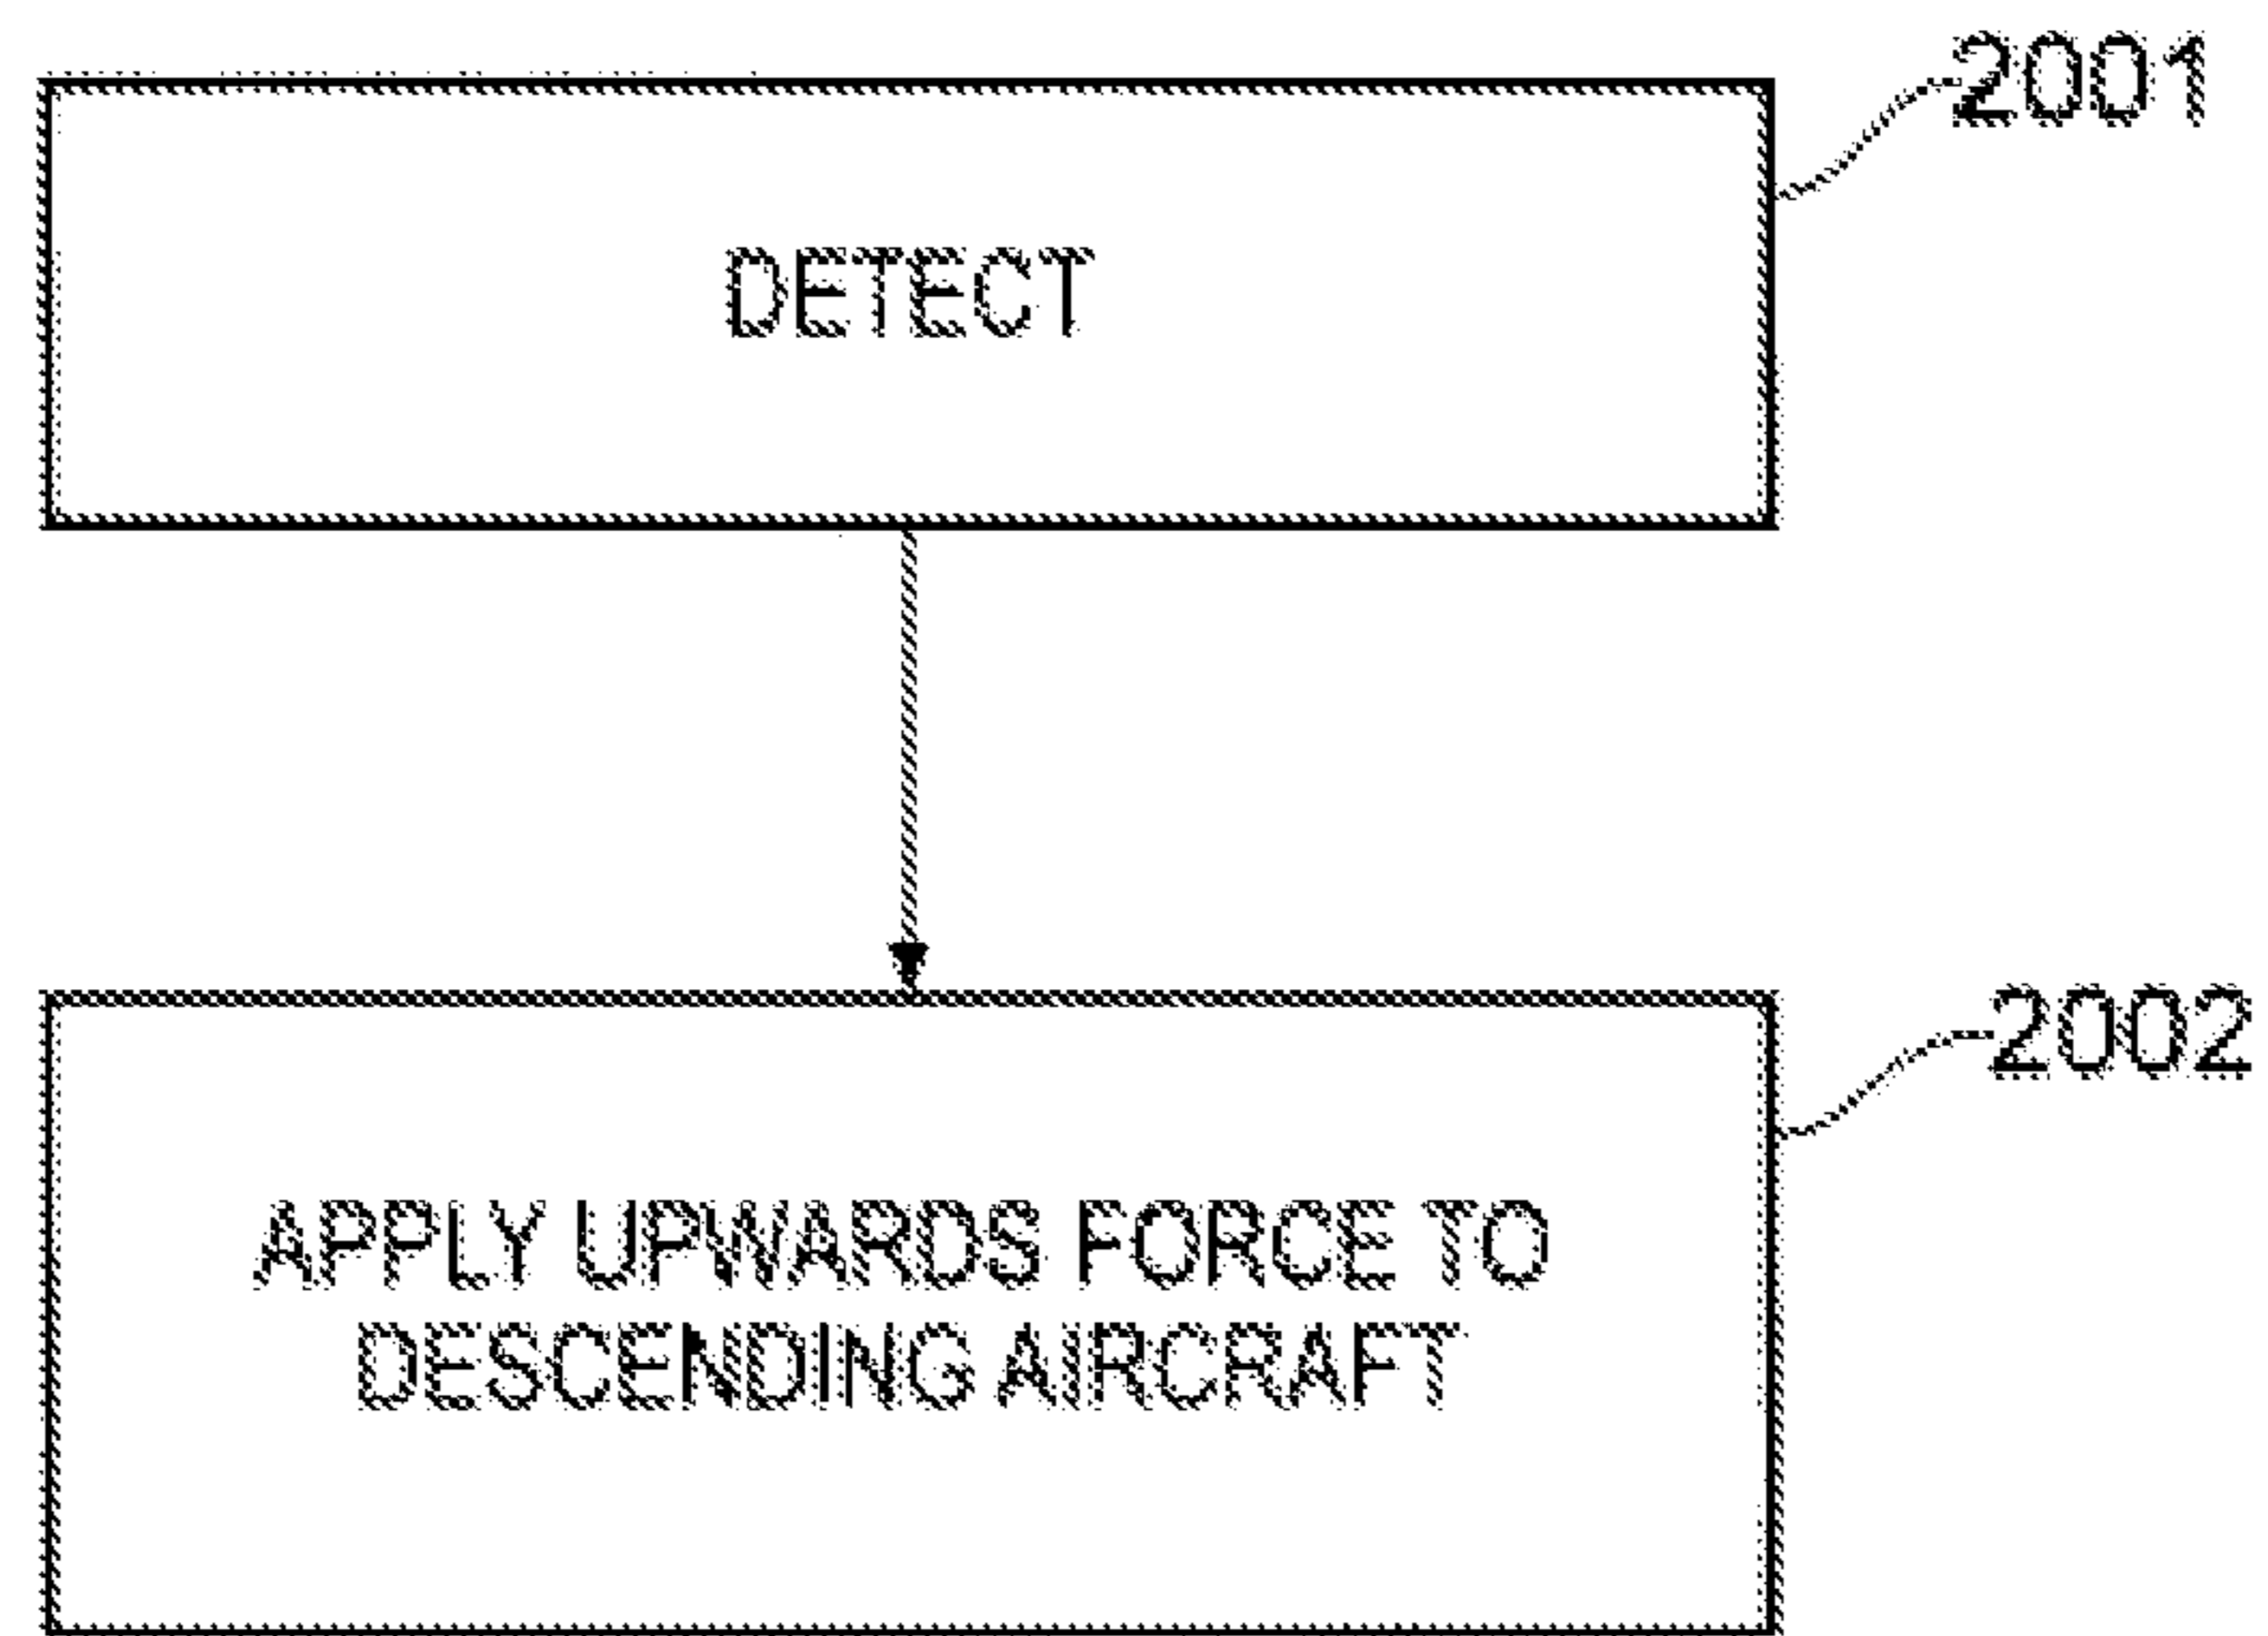 2001
DETECT
2002
APPLY UPWARDS FORCE TO
DESCENDING AIRCRAFT